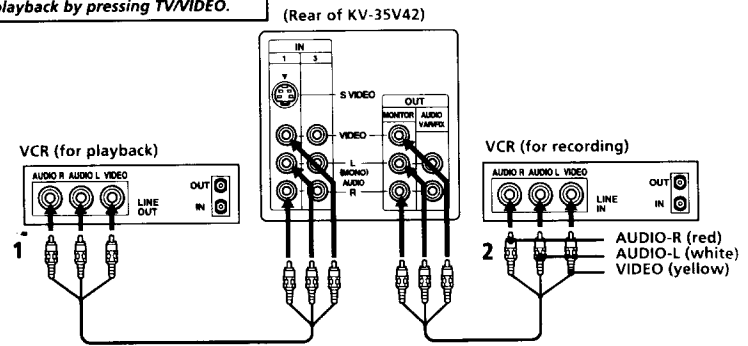 playback by pressing TV/VIDEO.
(Rear of KV-35V42)
IN
1 3
S VIDEO
OUT
MONITOR AUDIO VAR/FIX
VIDEO
L
(MONO)
AUDIO
R
VCR (for playback)
AUDIO R AUDIO L VIDEO
LINE
OUT
OUT
IN
1
VCR (for recording)
AUDIO R AUDIO L VIDEO
LINE
IN
OUT
IN
2
AUDIO-R (red)
AUDIO-L (white)
VIDEO (yellow)